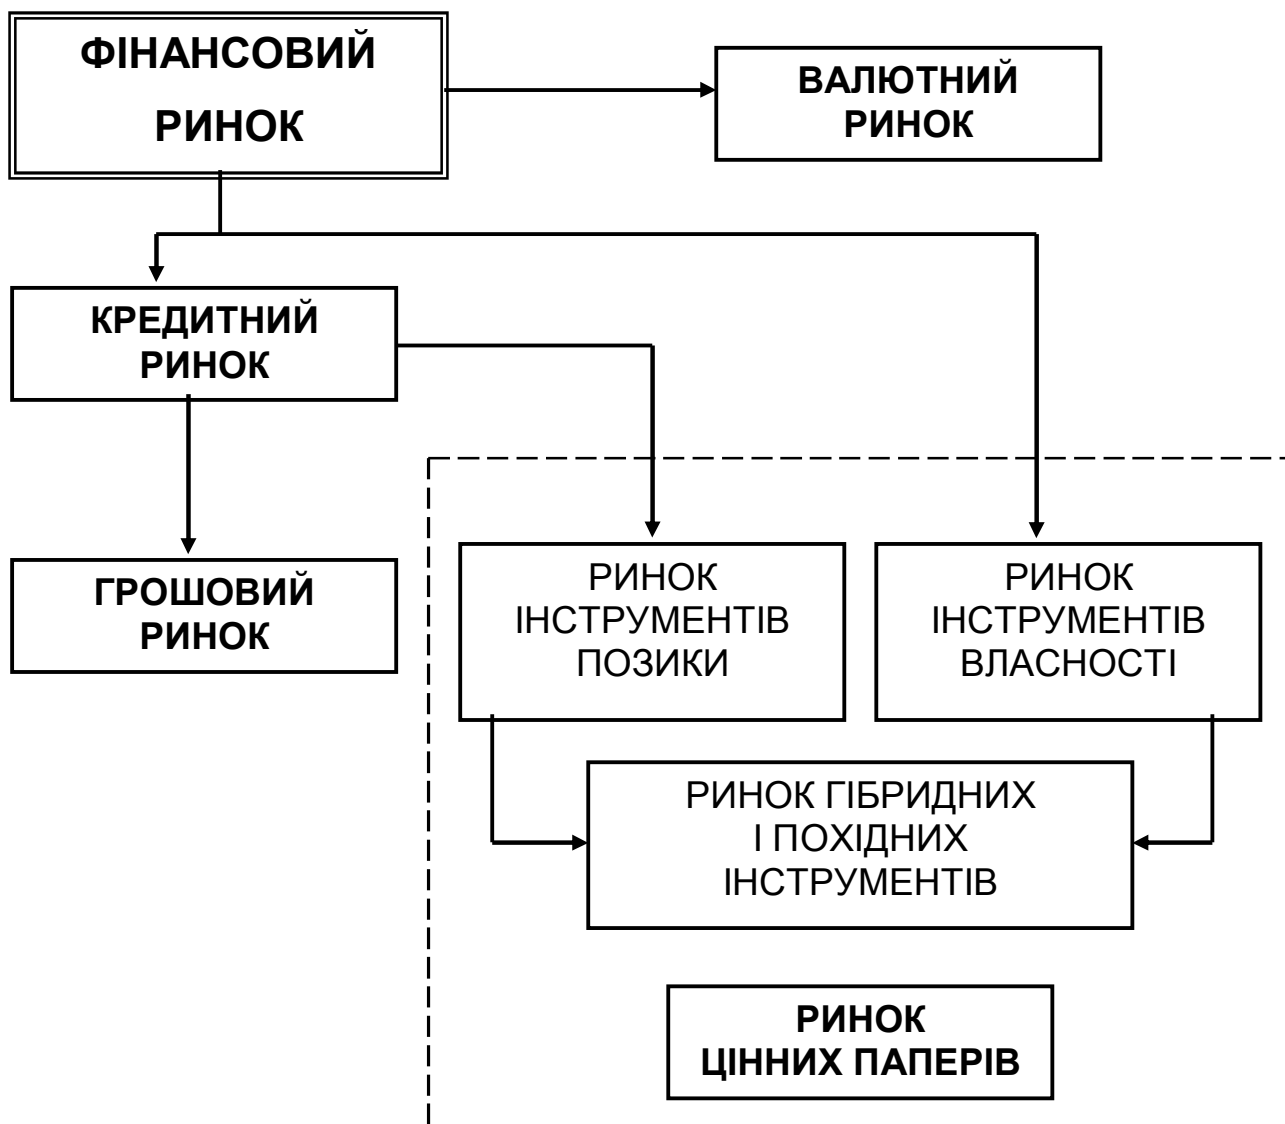 ФІНАНСОВИЙ
РИНОК
ВАЛЮТНИЙ
РИНОК
КРЕДИТНИЙ
РИНОК
ГРОШОВИЙ
РИНОК
РИНОК
ІНСТРУМЕНТІВ
ПОЗИКИ
РИНОК
ІНСТРУМЕНТІВ
ВЛАСНОСТІ
РИНОК ГІБРИДНИХ
І ПОХІДНИХ
ІНСТРУМЕНТІВ
РИНОК
ЦІННИХ ПАПЕРІВ